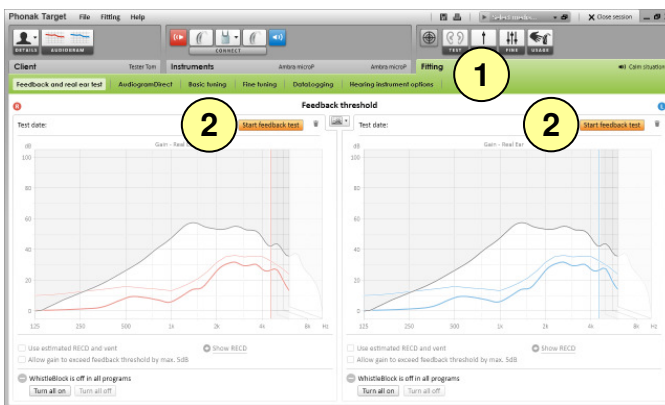 Phonak Target File Fitting Help
Select media... Close session
DETAILS AUDIOGRAM CONNECT TEST FINE USAGE
Client Tester Tom Instruments Ambra microP Ambra microP Fitting Calm situation
1
Feedback and real ear test AudiogramDirect Basic tuning Fine tuning DataLogging Hearing instrument options
R Feedback threshold L
Test date: 2 Start feedback test Test date: 2 Start feedback test
dB Gain - Real Ear dB Gain - Real Ear
100 100
80 80
60 60
40 40
20 20
0 0
125 250 500 1k 2k 4k 8k Hz 125 250 500 1k 2k 4k 8k Hz
Use estimated RECD and vent Show RECD Use estimated RECD and vent Show RECD
Allow gain to exceed feedback threshold by max. 5dB Allow gain to exceed feedback threshold by max. 5dB
WhistleBlock is off in all programs WhistleBlock is off in all programs
Turn all on Turn all off Turn all on Turn all off